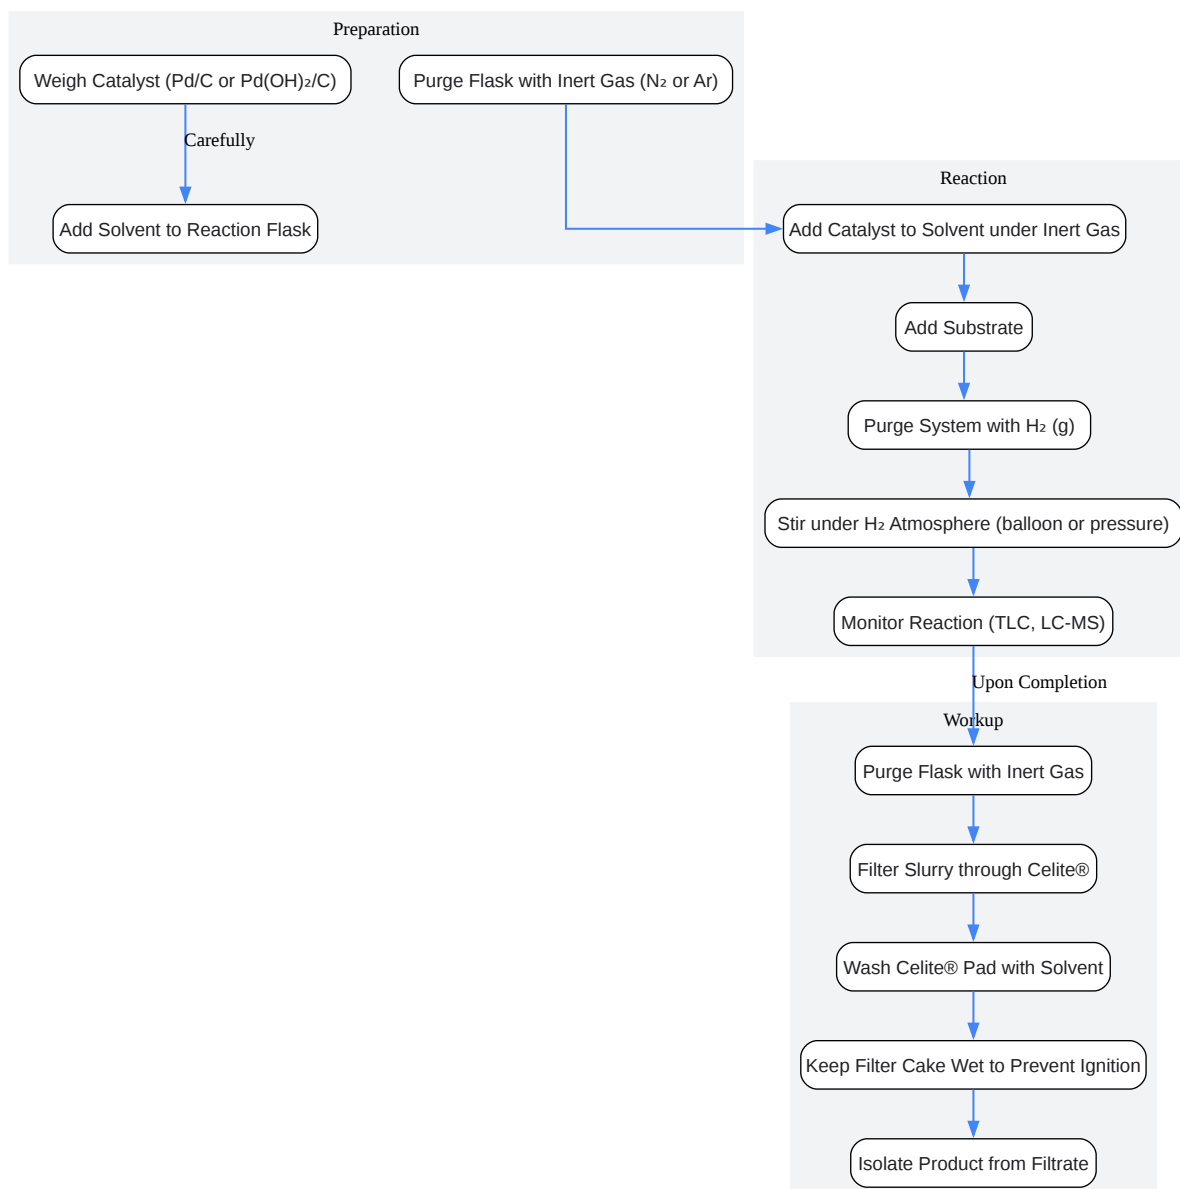 Preparation
Weigh Catalyst (Pd/C or Pd(OH)₂/C)
Purge Flask with Inert Gas (N₂ or Ar)
Carefully
Add Solvent to Reaction Flask
Reaction
Add Catalyst to Solvent under Inert Gas
Add Substrate
Purge System with H₂ (g)
Stir under H₂ Atmosphere (balloon or pressure)
Monitor Reaction (TLC, LC-MS)
Upon Completion
Workup
Purge Flask with Inert Gas
Filter Slurry through Celite®
Wash Celite® Pad with Solvent
Keep Filter Cake Wet to Prevent Ignition
Isolate Product from Filtrate